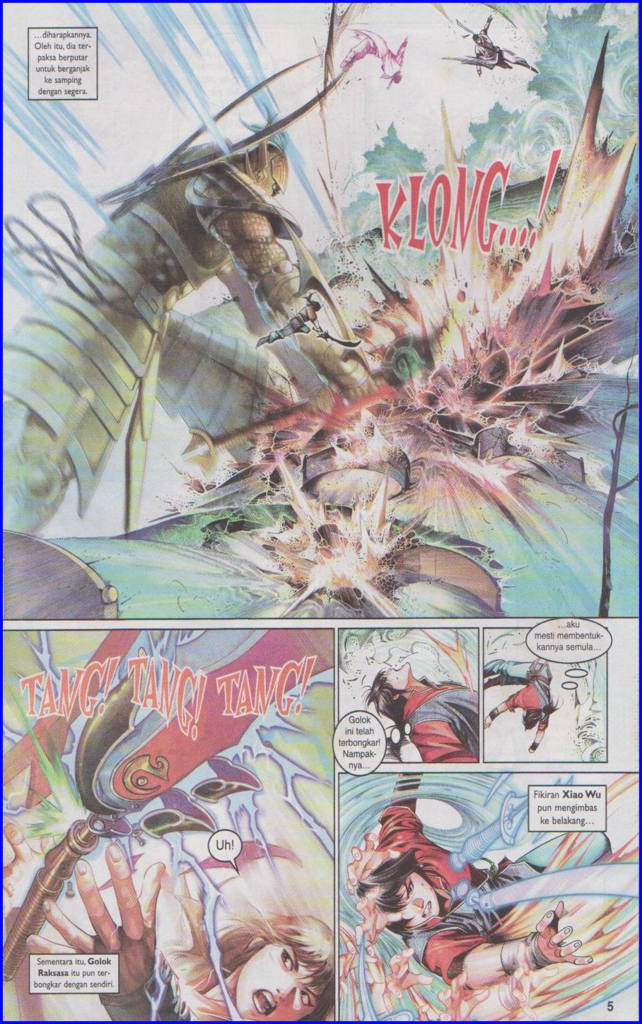 ...diharapkannya.
Oleh itu, dia ter-
paksa berputar
untuk berganjak
ke samping
dengan segera.
KLONG....!
TANG! TANG! TANG!
Uh!
Sementara itu, Golok
Raksasa itu pun ter-
bongkar dengan sendiri.
Golok
ini telah
terbongkar!
Nampak-
nya...
...aku
mesti membentuk-
kannya semula...
Fikiran Xiao Wu
pun mengimbas
ke belakang...
5